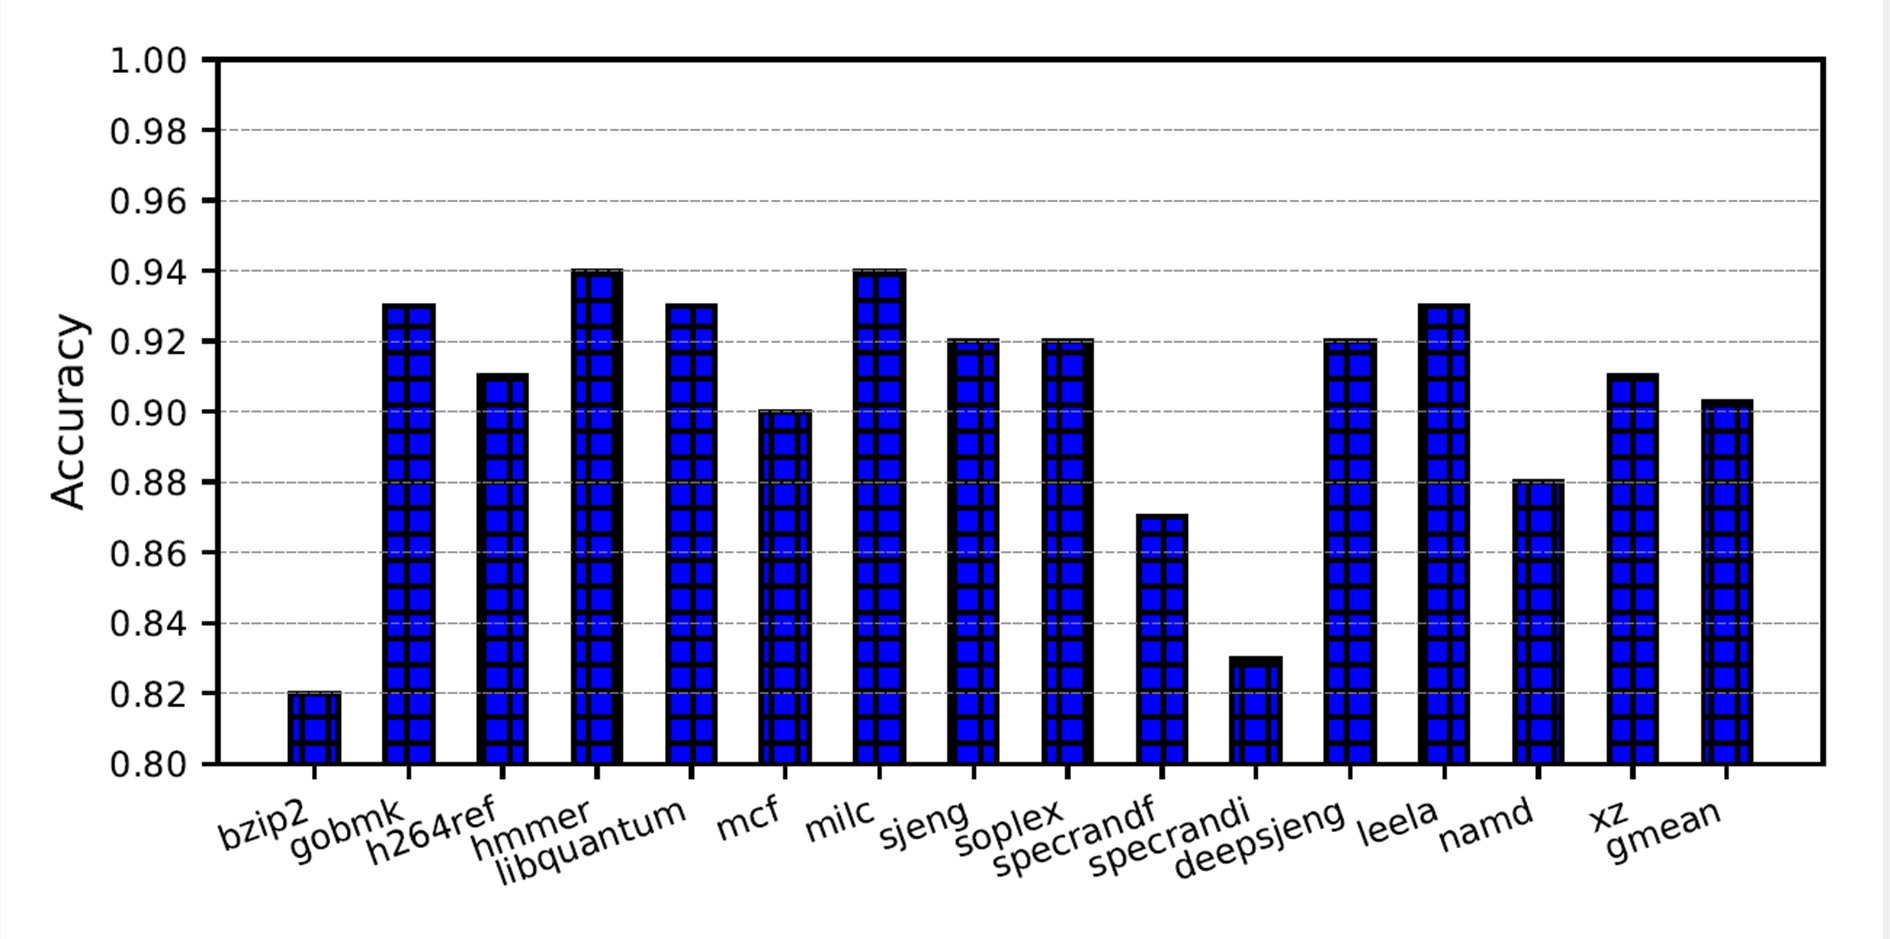 1.00
0.98
0.96
0.94
0.92
0.90
0.88
0.86
0.84
0.82
0.80
Accuracy
bzip2
gobmk
h264ref
hmmer
libquantum
mcf
milc
sjeng
soplex
specrandf
specrandi
deepsjeng
leela
namd
xz
gmean